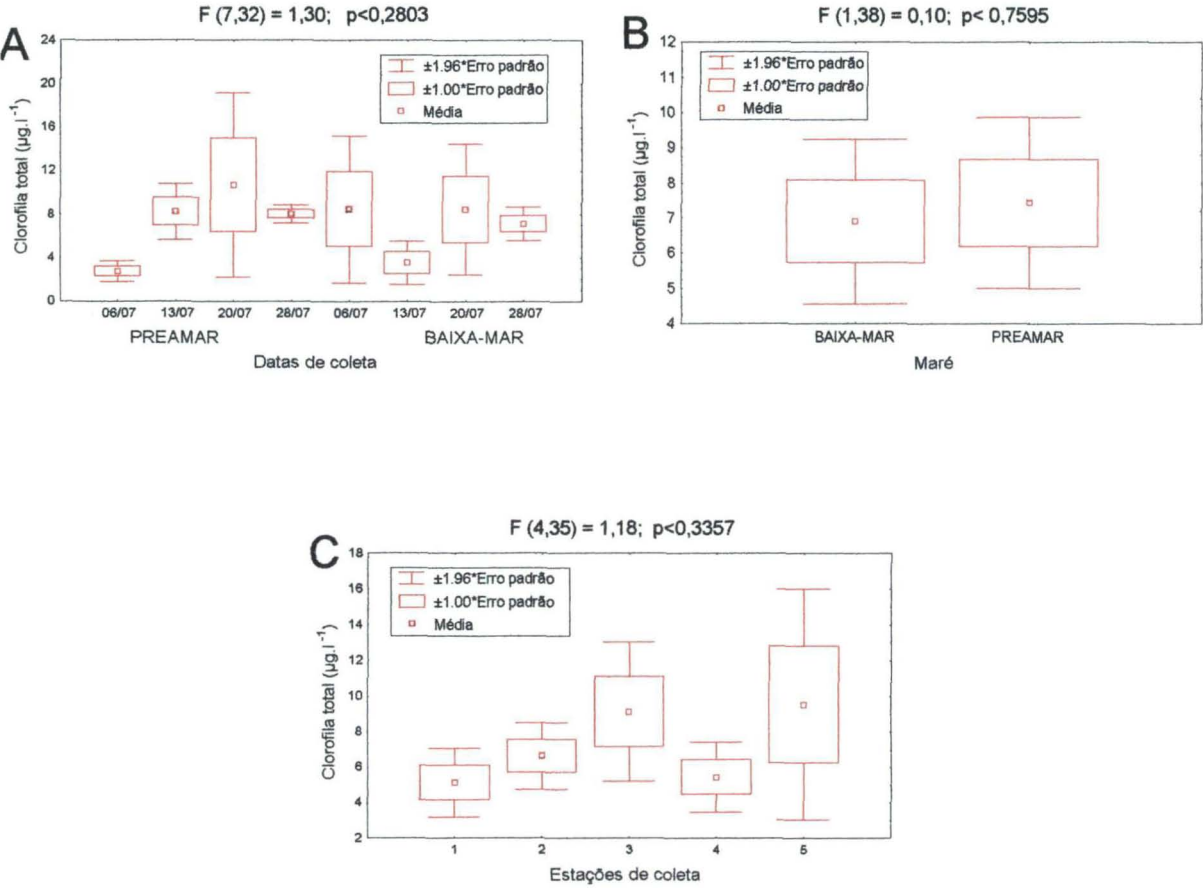 F (7,32) = 1,30; p<0,2803
A
24
20
16
12
8
4
0
Clorofila total (µg.l⁻¹)
±1.96*Erro padrão
±1.00*Erro padrão
Média
06/07 13/07 20/07 28/07 06/07 13/07 20/07 28/07
PREAMAR BAIXA-MAR
Datas de coleta
F (1,38) = 0,10; p< 0,7595
B
12
11
10
9
8
7
6
5
4
Clorofila total (µg.l⁻¹)
±1.96*Erro padrão
±1.00*Erro padrão
Média
BAIXA-MAR PREAMAR
Maré
F (4,35) = 1,18; p<0,3357
C
18
16
14
12
10
8
6
4
2
Clorofila total (µg.l⁻¹)
±1.96*Erro padrão
±1.00*Erro padrão
Média
1 2 3 4 5
Estações de coleta